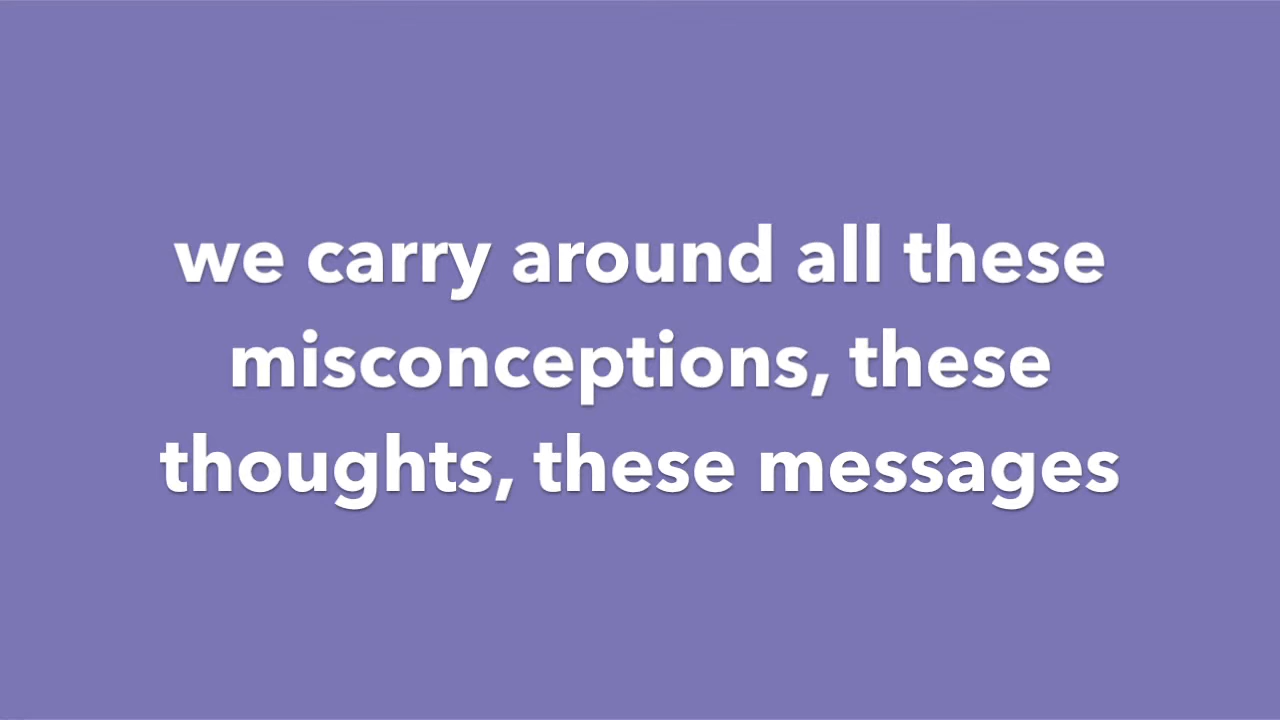 we carry around all these
misconceptions, these
thoughts, these messages